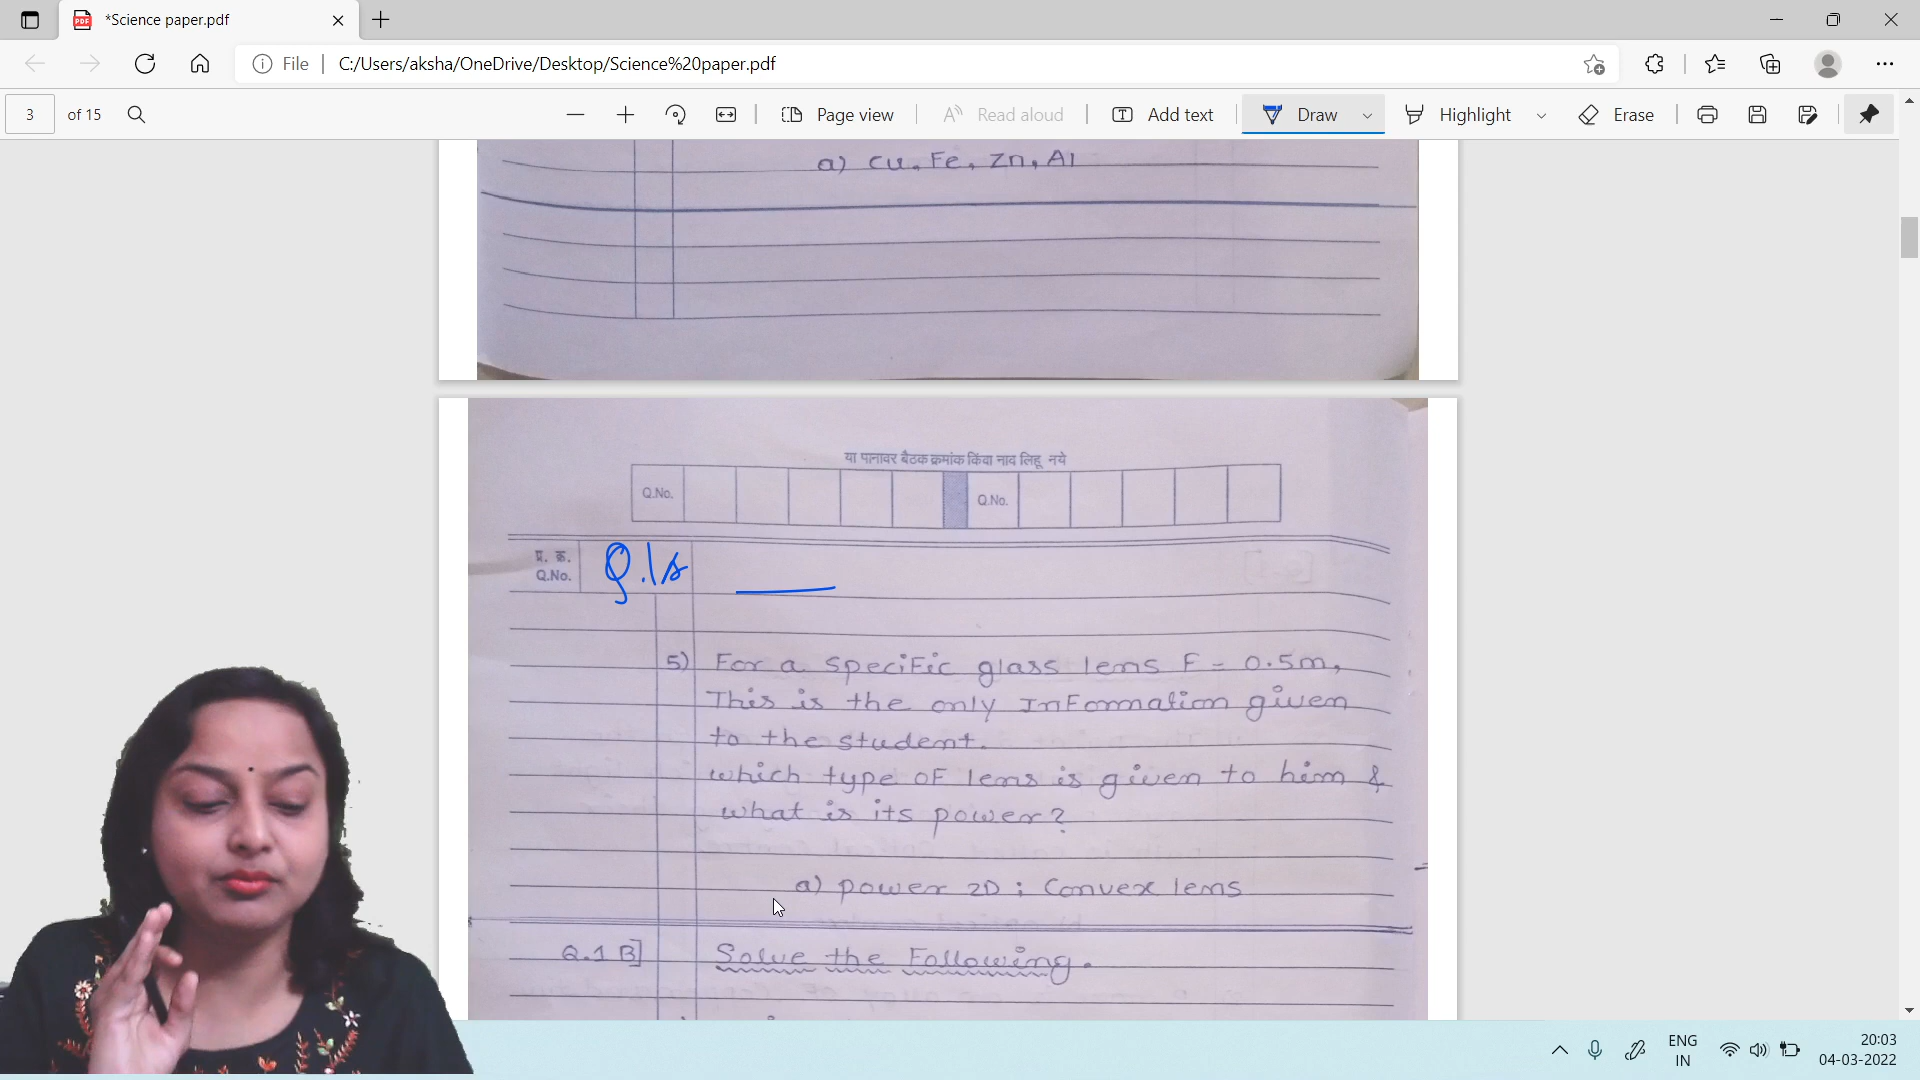 *Science paper.pdf
File | C:/Users/aksha/OneDrive/Desktop/Science%20paper.pdf
3 of 15
Page view
Read aloud
Add text
Draw
Highlight
Erase
a) Cu, Fe, Zn, Al
या पानावर बैठक क्रमांक किंवा नाव लिहू नये
Q.No.
Q.No.
प्र. क्र.
Q.No.
5) For a specific glass lens F = 0.5m,
This is the only Information given
to the student.
which type of lens is given to him &
what is its power?
a) power 2D ; Convex lens
Q.1 B] Solve the Following.
ENG
IN
20:03
04-03-2022